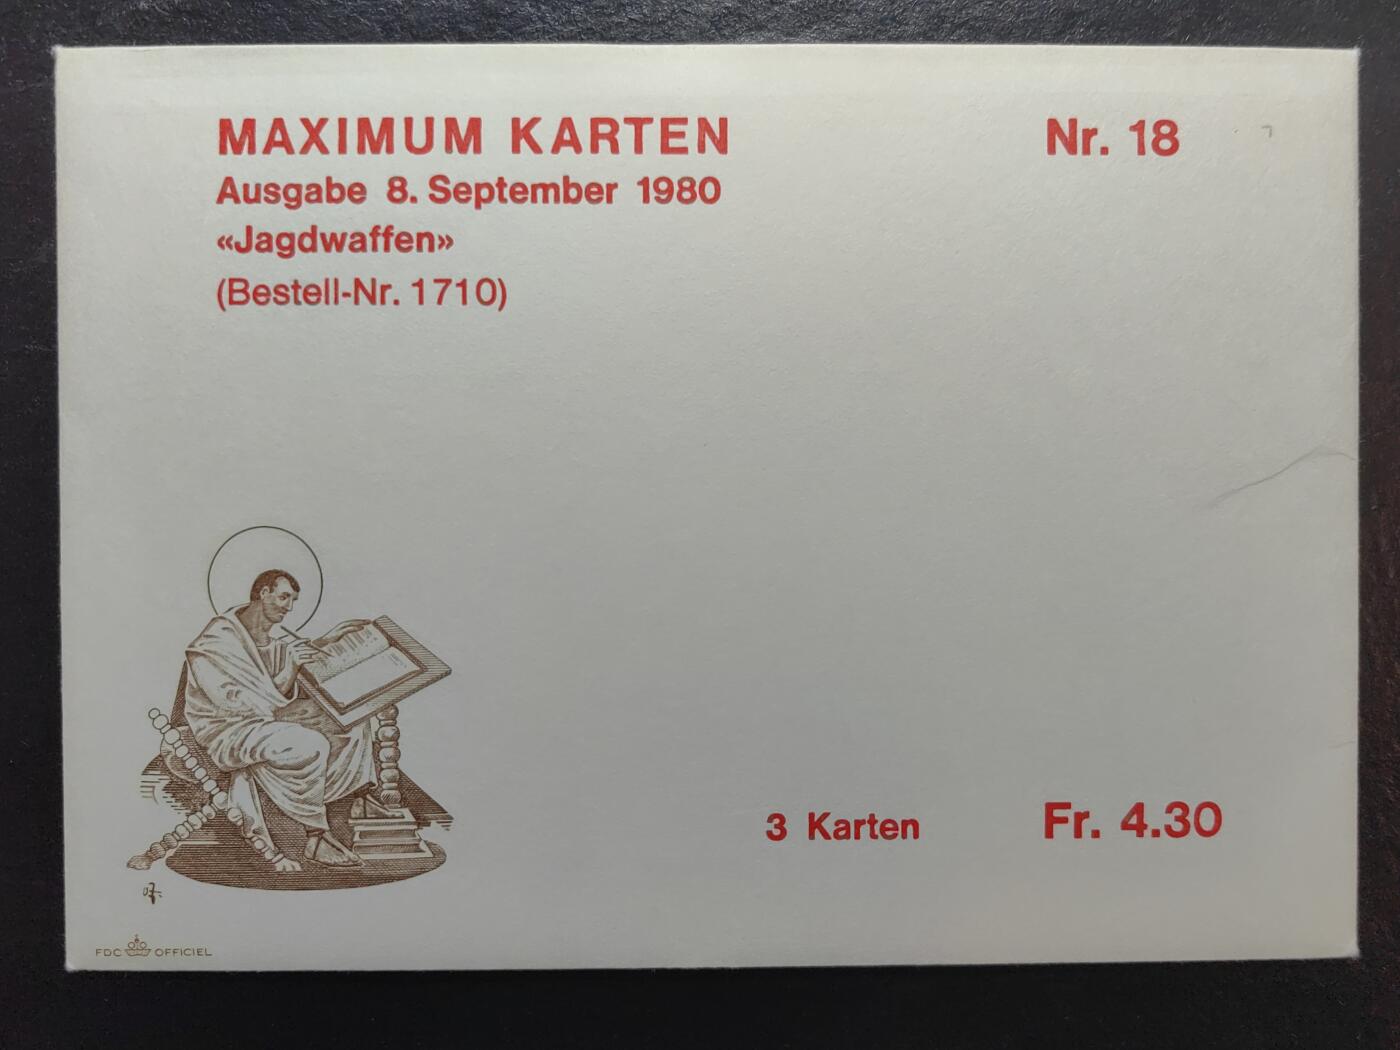 MAXIMUM KARTEN
Nr. 18
Ausgabe 8. September 1980
«Jagdwaffen»
(Bestell-Nr. 1710)
3 Karten
Fr. 4.30
FDC OFFICIEL